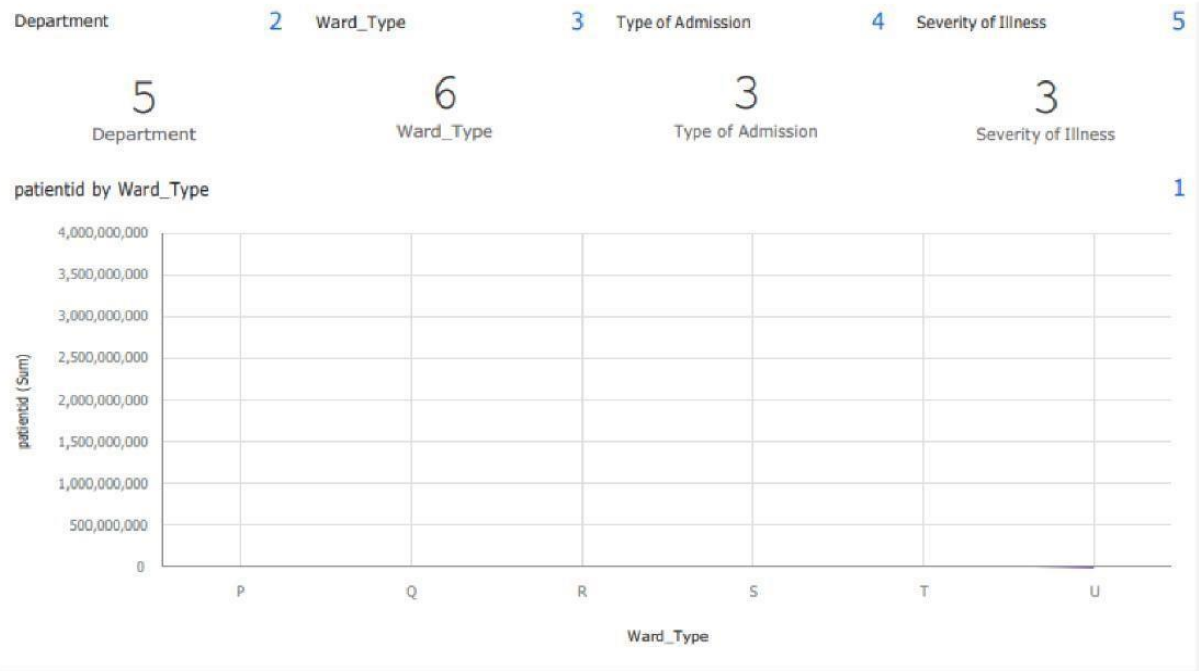 Department 2 Ward_Type 3 Type of Admission 4 Severity of Illness 5
5 6 3 3
Department Ward_Type Type of Admission Severity of Illness
patientid by Ward_Type 1
4,000,000,000
3,500,000,000
3,000,000,000
2,500,000,000
2,000,000,000
1,500,000,000
1,000,000,000
500,000,000
0
patientid (Sum)
P Q R S T U
Ward_Type